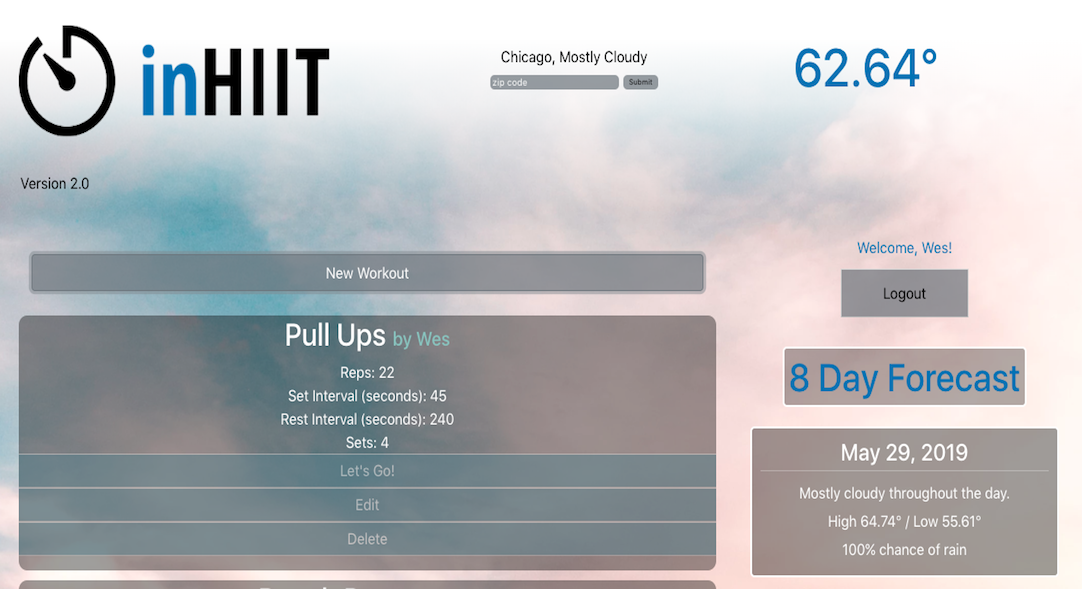 inHIIT
Chicago, Mostly Cloudy
zip code
Submit
62.64°
Version 2.0
New Workout
Pull Ups by Wes
Reps: 22
Set Interval (seconds): 45
Rest Interval (seconds): 240
Sets: 4
Let's Go!
Edit
Delete
Welcome, Wes!
Logout
8 Day Forecast
May 29, 2019
Mostly cloudy throughout the day.
High 64.74° / Low 55.61°
100% chance of rain